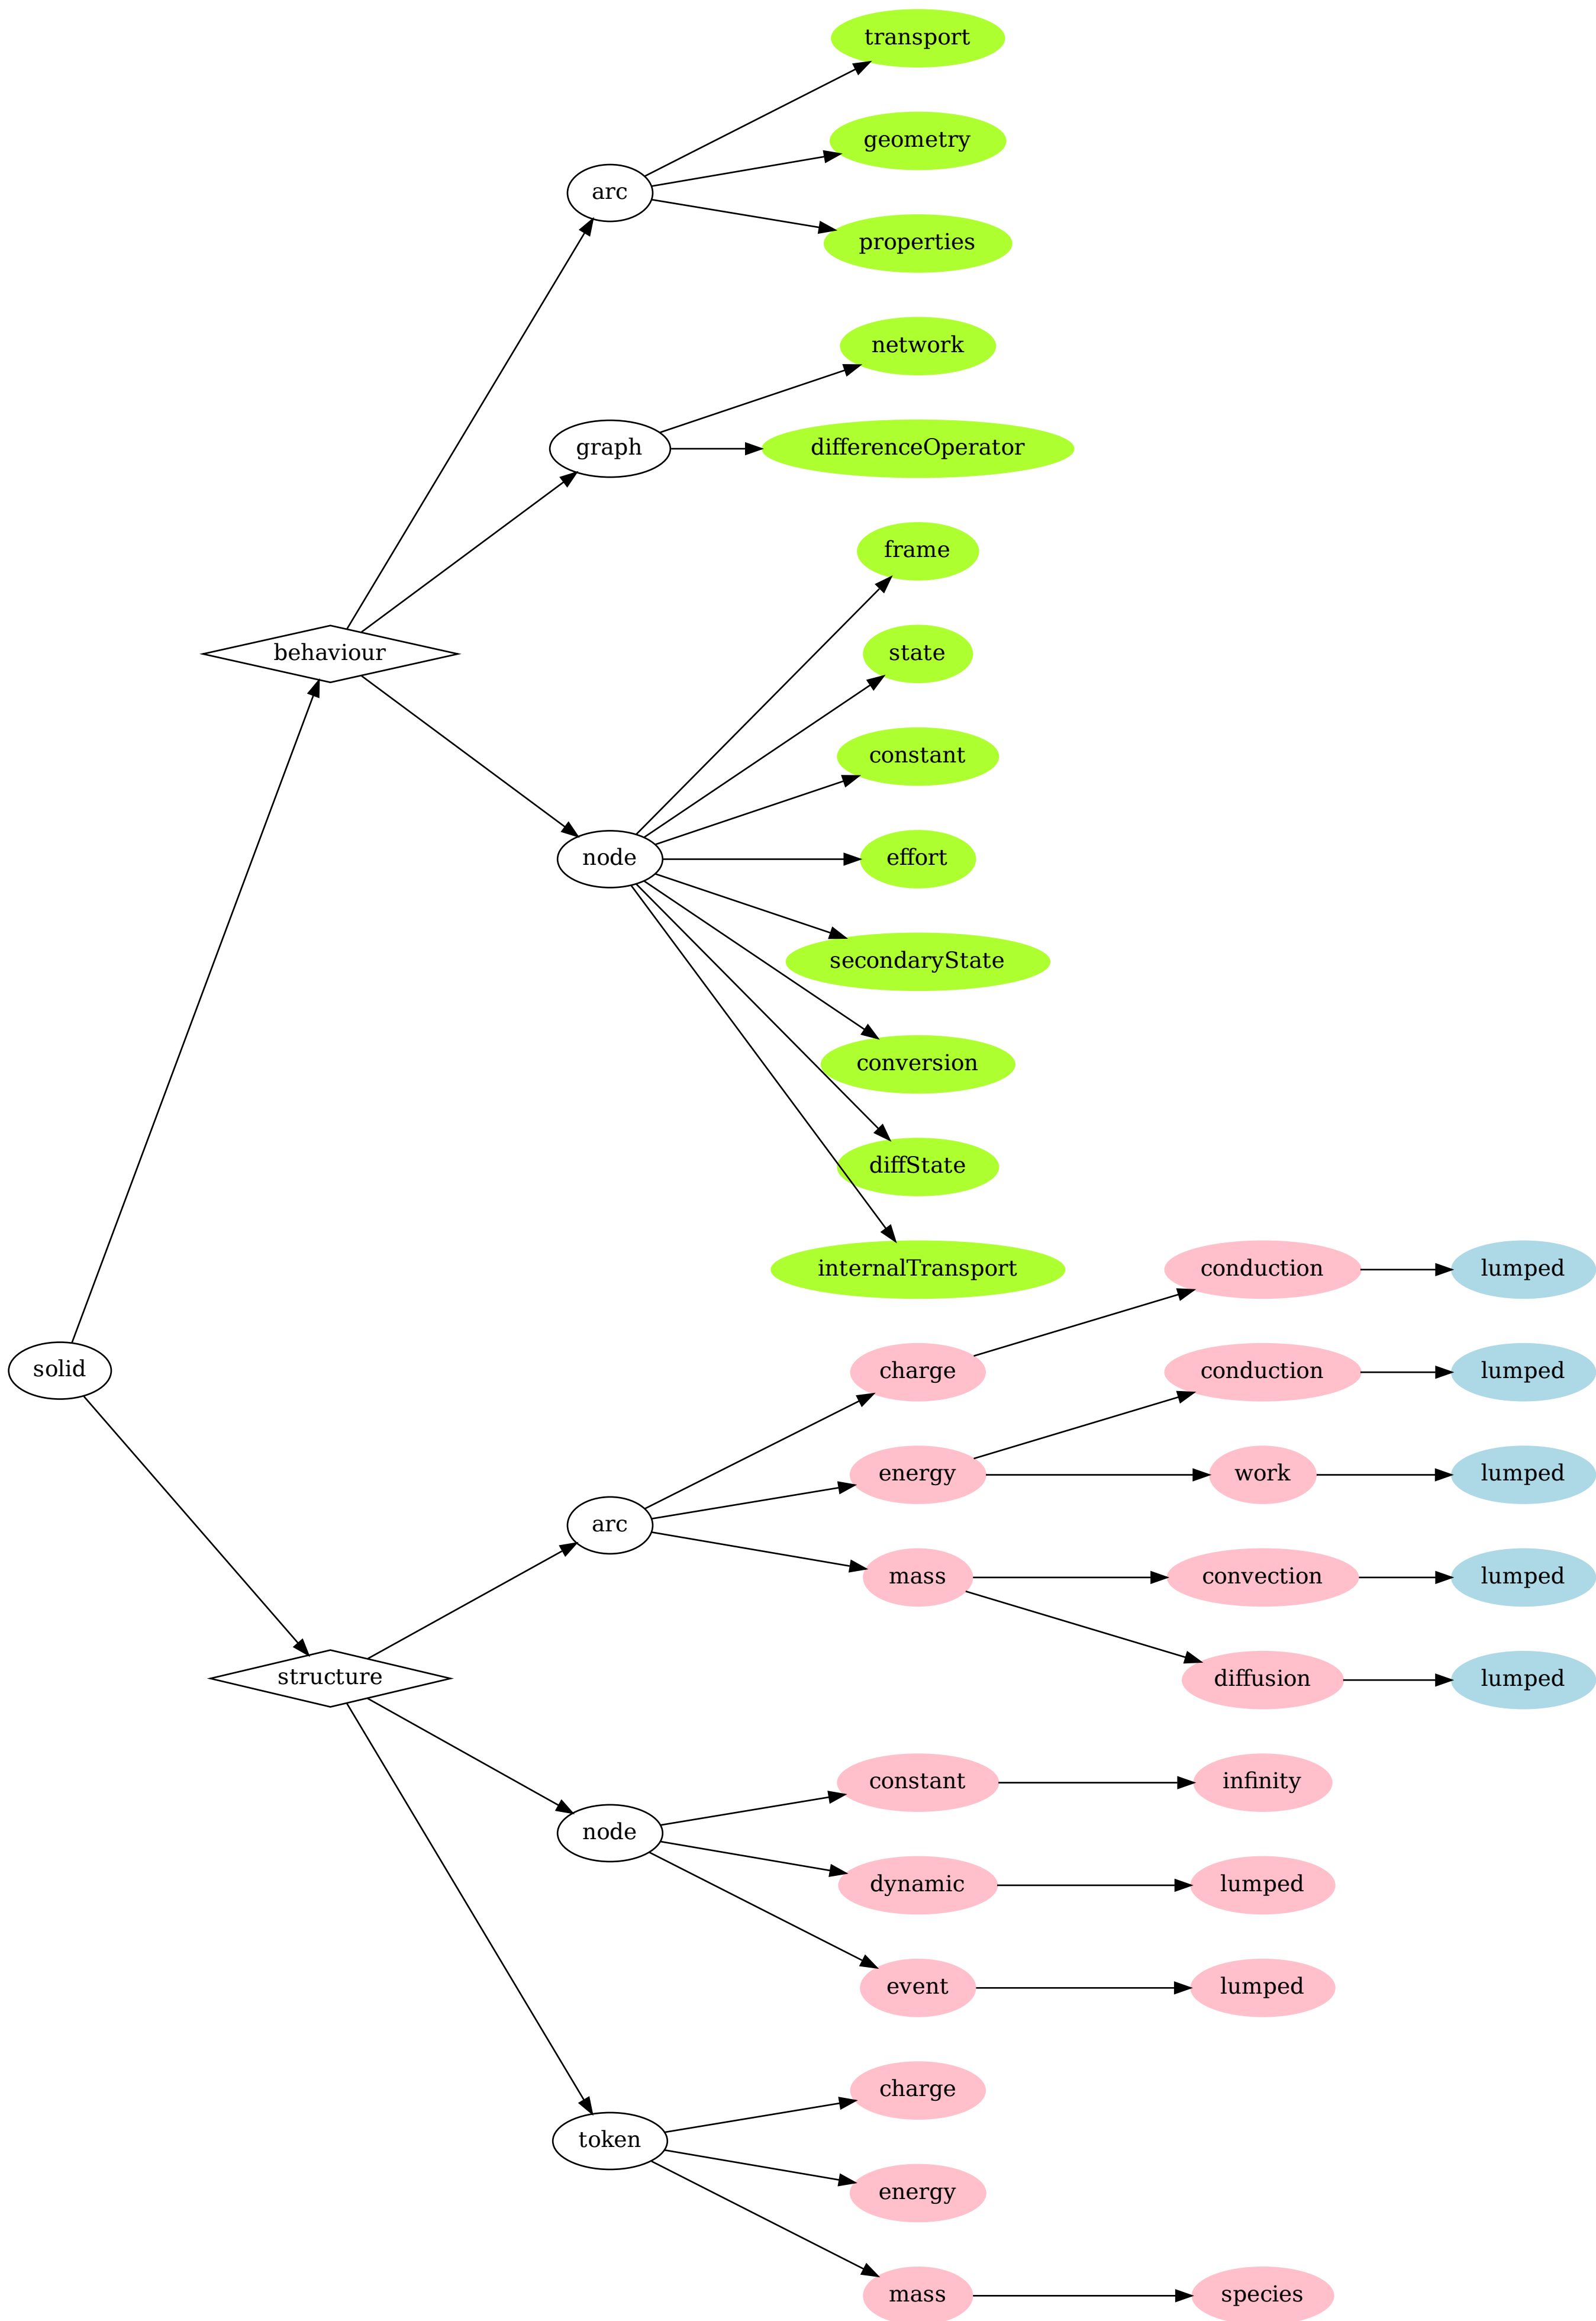 transport
geometry
arc
properties
network
graph
differenceOperator
frame
behaviour
state
constant
node
effort
secondaryState
conversion
diffState
internalTransport
conduction
lumped
solid
charge
conduction
lumped
energy
work
lumped
arc
mass
convection
lumped
structure
diffusion
lumped
constant
infinity
node
dynamic
lumped
event
lumped
charge
token
energy
mass
species